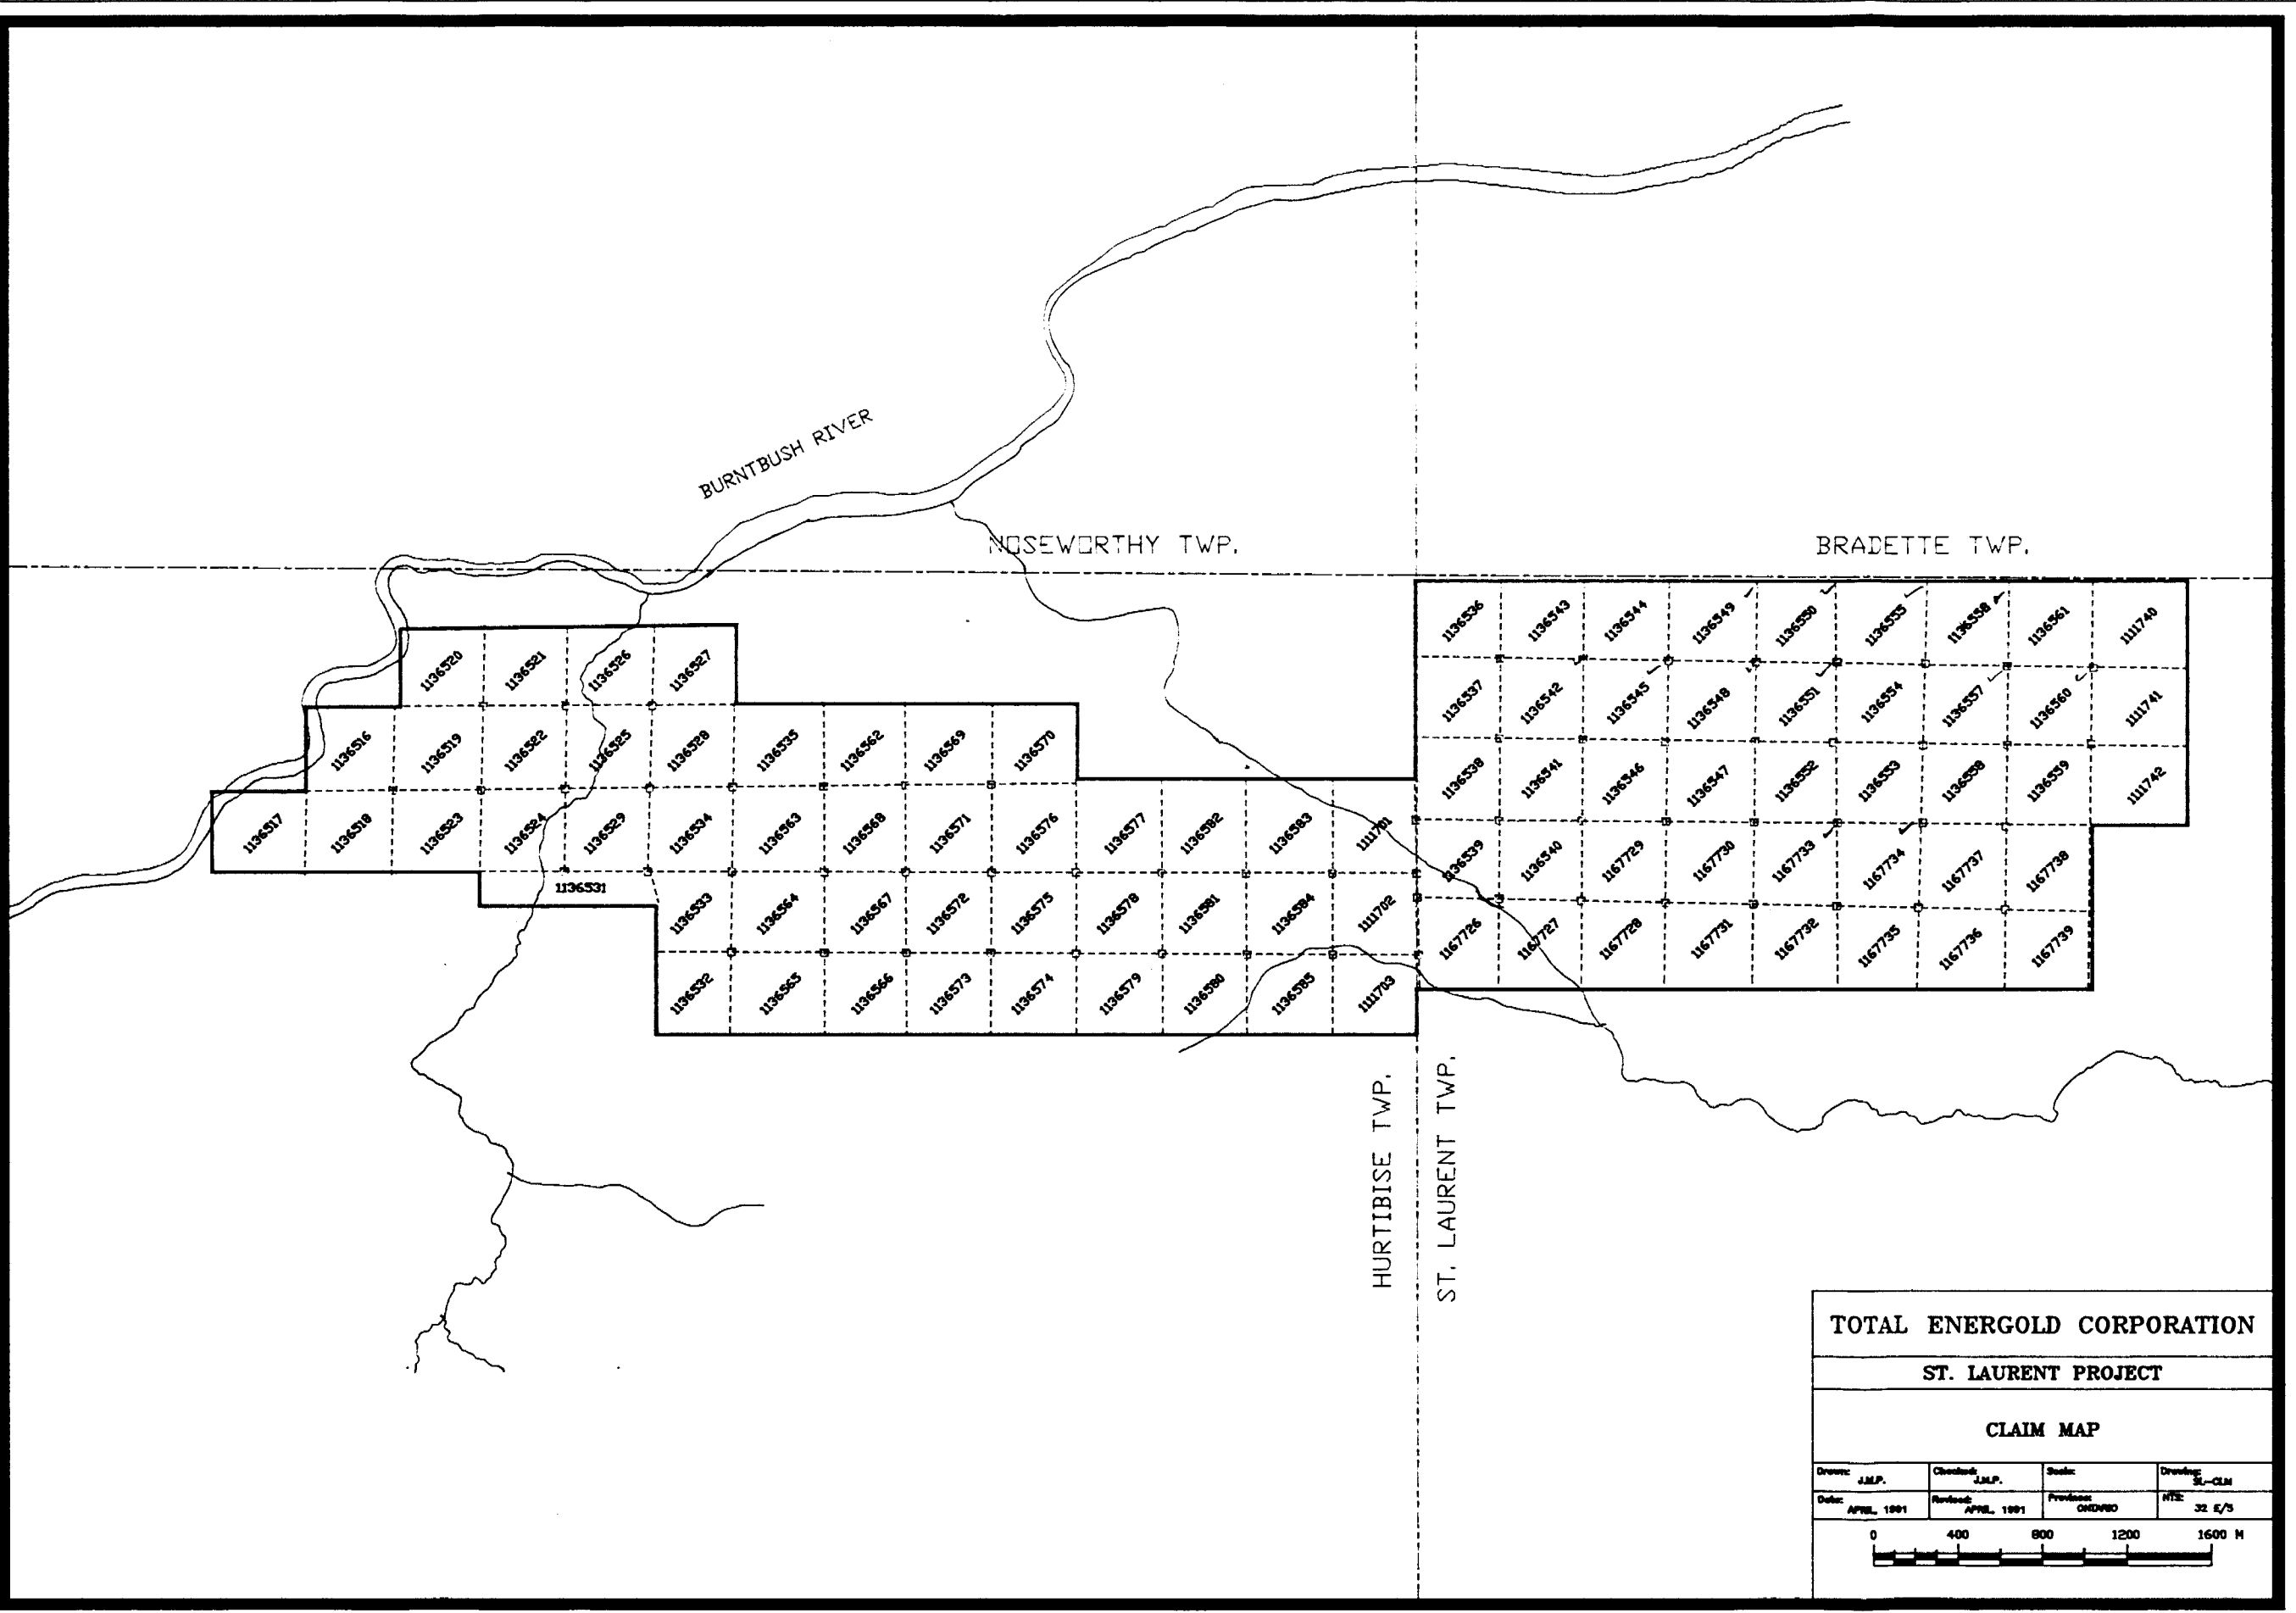 BURNTBUSH RIVER
NOSEWORTHY TWP.
BRADETTE TWP.
1136536 1136543 1136544 1136549 1136550 1136555 1136558 1136561 1111740
1136520 1136521 1136526 1136527
1136537 1136542 1136545 1136548 1136551 1136554 1136557 1136560 1111741
1136516 1136519 1136522 1136525 1136528 1136535 1136562 1136569 1136570
1136538 1136541 1136546 1136547 1136552 1136553 1136558 1136559 1111742
1136517 1136518 1136523 1136524 1136529 1136534 1136563 1136568 1136571 1136576 1136577 1136582 1136583 1111701
1136539 1136540 1167729 1167730 1167733 1167734 1167737 1167738
1136531
1136533 1136564 1136567 1136572 1136575 1136578 1136581 1136584 1111702
1167726 1167727 1167728 1167731 1167732 1167735 1167736 1167739
1136532 1136565 1136566 1136573 1136574 1136579 1136580 1136585 1111703
HURTIBISE TWP.
ST. LAURENT TWP.
TOTAL ENERGOLD CORPORATION
ST. LAURENT PROJECT
CLAIM MAP
Drawn: J.M.P. Checked: J.M.P. Scale: Drawing: SL-CLM
Date: APRIL, 1991 Revised: APRIL, 1991 Province: ONTARIO NTS: 32 E/5
0 400 800 1200 1600 M